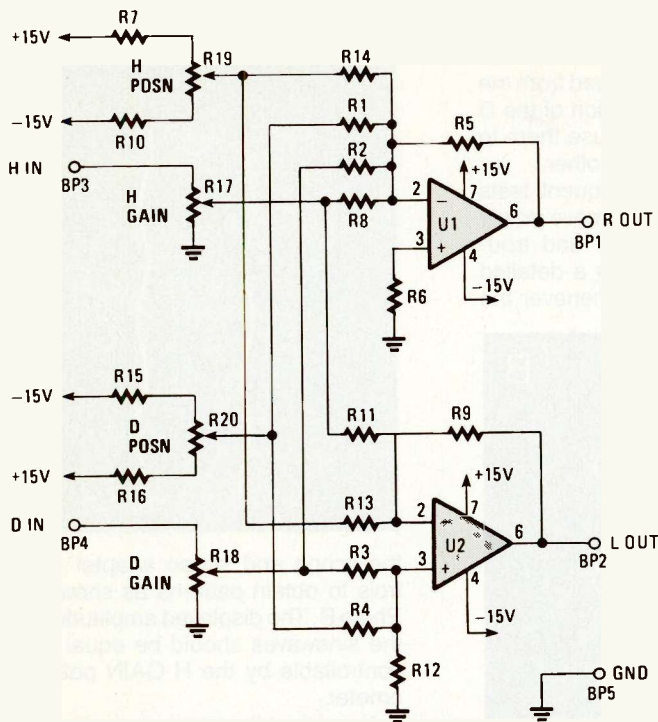 R7
+15V
R19
H
POSN
-15V
R10
R14
R1
R2
R5
H IN
BP3
R17
H
GAIN
R8
2
-
+15V
7
U1
6
R OUT
BP1
3
+
4
-15V
R6
R15
-15V
R20
D
POSN
+15V
R16
R11
R9
+15V
R13
2
-
7
U2
6
L OUT
BP2
D IN
BP4
R18
D
GAIN
R3
3
+
4
-15V
R4
R12
GND
BP5